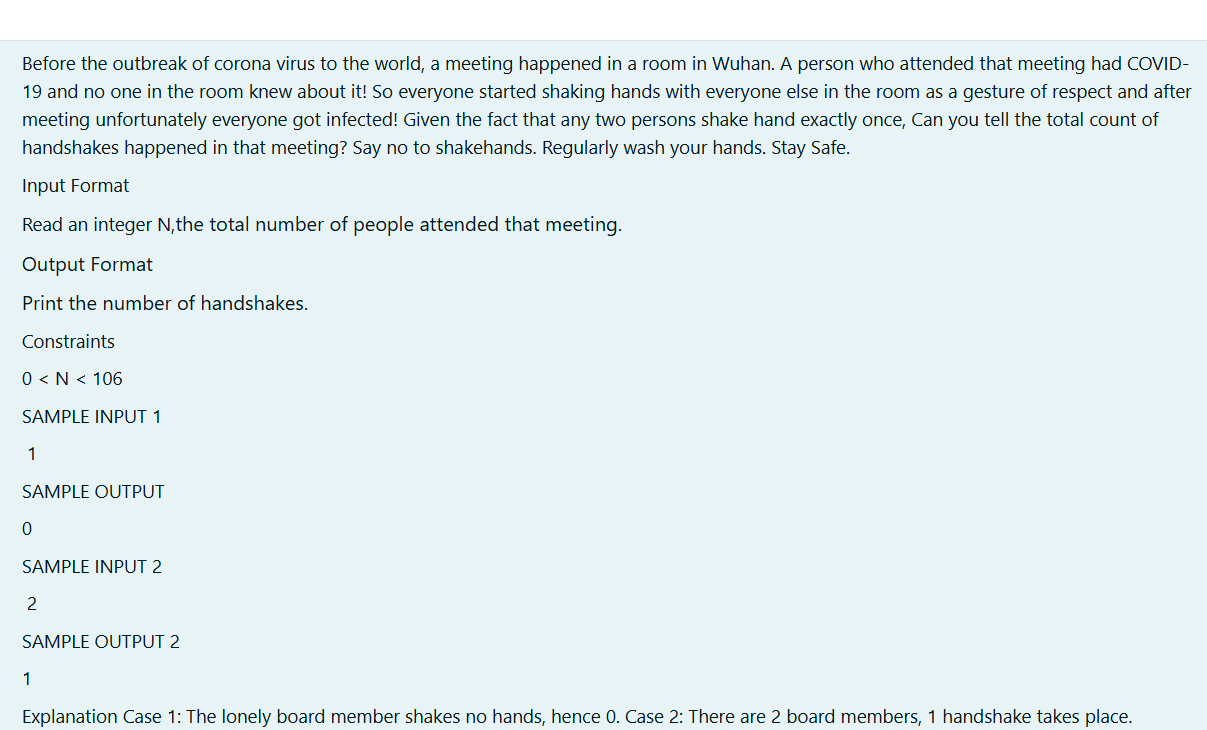 Before the outbreak of corona virus to the world, a meeting happened in a room in Wuhan. A person who attended that meeting had COVID-
19 and no one in the room knew about it! So everyone started shaking hands with everyone else in the room as a gesture of respect and after
meeting unfortunately everyone got infected! Given the fact that any two persons shake hand exactly once, Can you tell the total count of
handshakes happened in that meeting? Say no to shakehands. Regularly wash your hands. Stay Safe.
Input Format
Read an integer N,the total number of people attended that meeting.
Output Format
Print the number of handshakes.
Constraints
0 < N < 106
SAMPLE INPUT 1
1
SAMPLE OUTPUT
0
SAMPLE INPUT 2
2
SAMPLE OUTPUT 2
1
Explanation Case 1: The lonely board member shakes no hands, hence 0. Case 2: There are 2 board members, 1 handshake takes place.